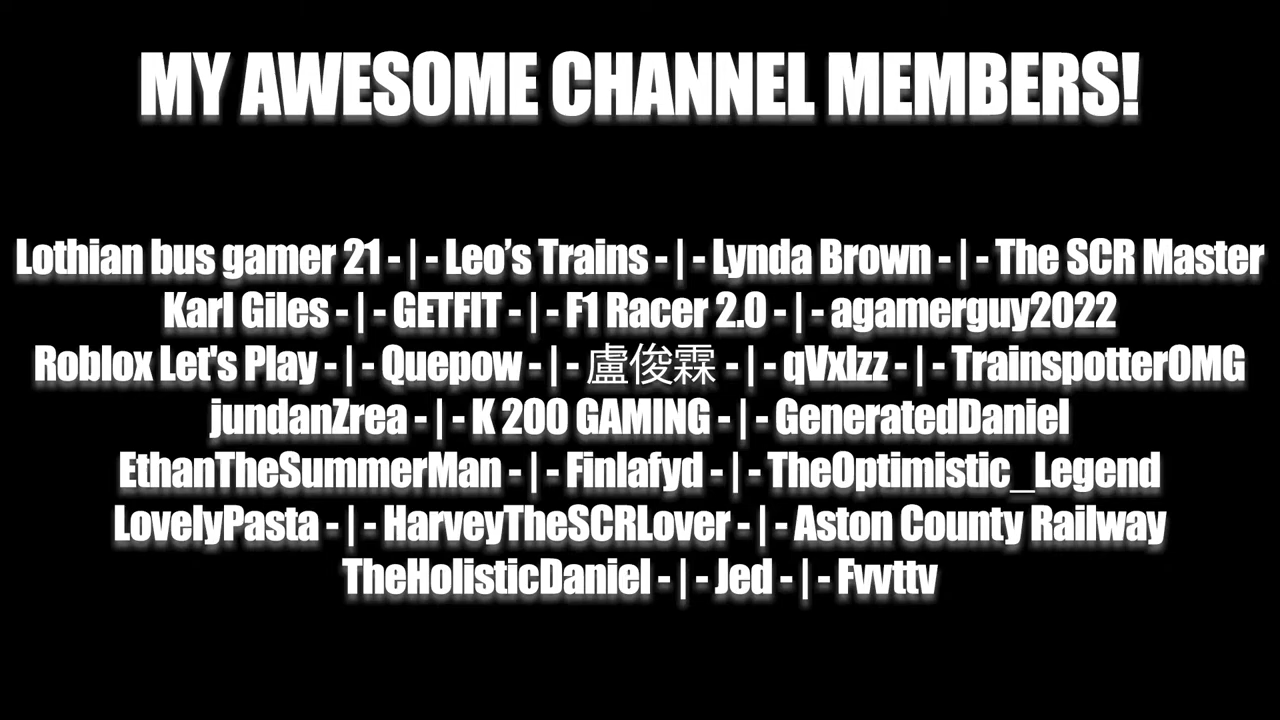 MY AWESOME CHANNEL MEMBERS!
Lothian bus gamer 21 - | - Leo’s Trains - | - Lynda Brown - | - The SCR Master
Karl Giles - | - GETFIT - | - F1 Racer 2.0 - | - agamerguy2022
Roblox Let's Play - | - Quepow - | - 盧俊霖 - | - qVxIzz - | - TrainspotterOMG
jundanZrea - | - K 200 GAMING - | - GeneratedDaniel
EthanTheSummerMan - | - Finlafyd - | - TheOptimistic_Legend
LovelyPasta - | - HarveyTheSCRLover - | - Aston County Railway
TheHolisticDaniel - | - Jed - | - Fvvttv